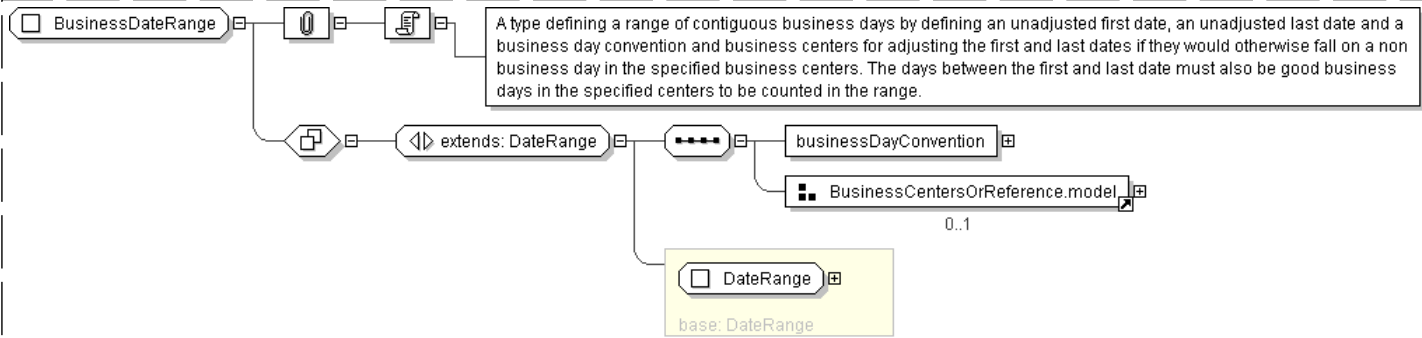 BusinessDateRange
A type defining a range of contiguous business days by defining an unadjusted first date, an unadjusted last date and a
business day convention and business centers for adjusting the first and last dates if they would otherwise fall on a non
business day in the specified business centers. The days between the first and last date must also be good business
days in the specified centers to be counted in the range.
extends: DateRange
businessDayConvention
BusinessCentersOrReference.model
0..1
DateRange
base: DateRange